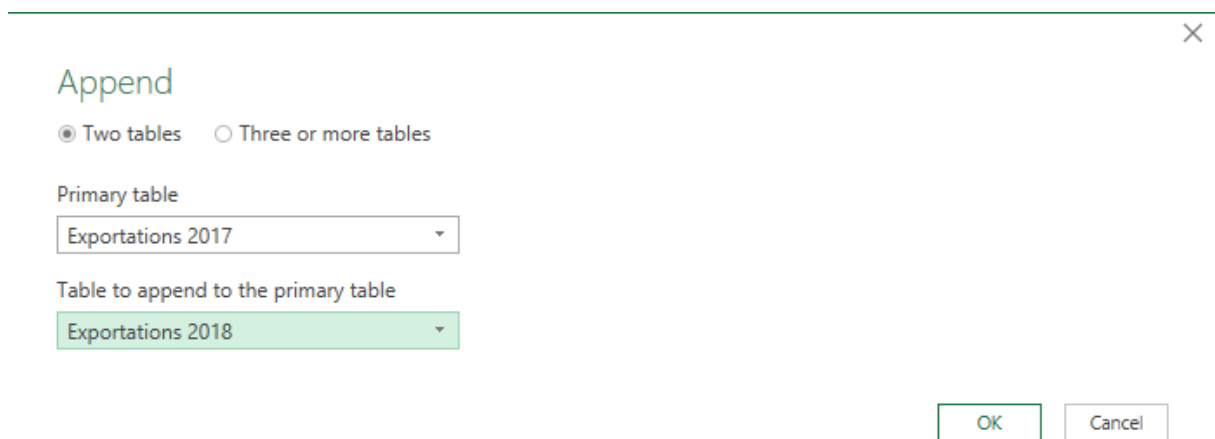 Append
Two tables Three or more tables
Primary table
Exportations 2017
Table to append to the primary table
Exportations 2018
OK Cancel